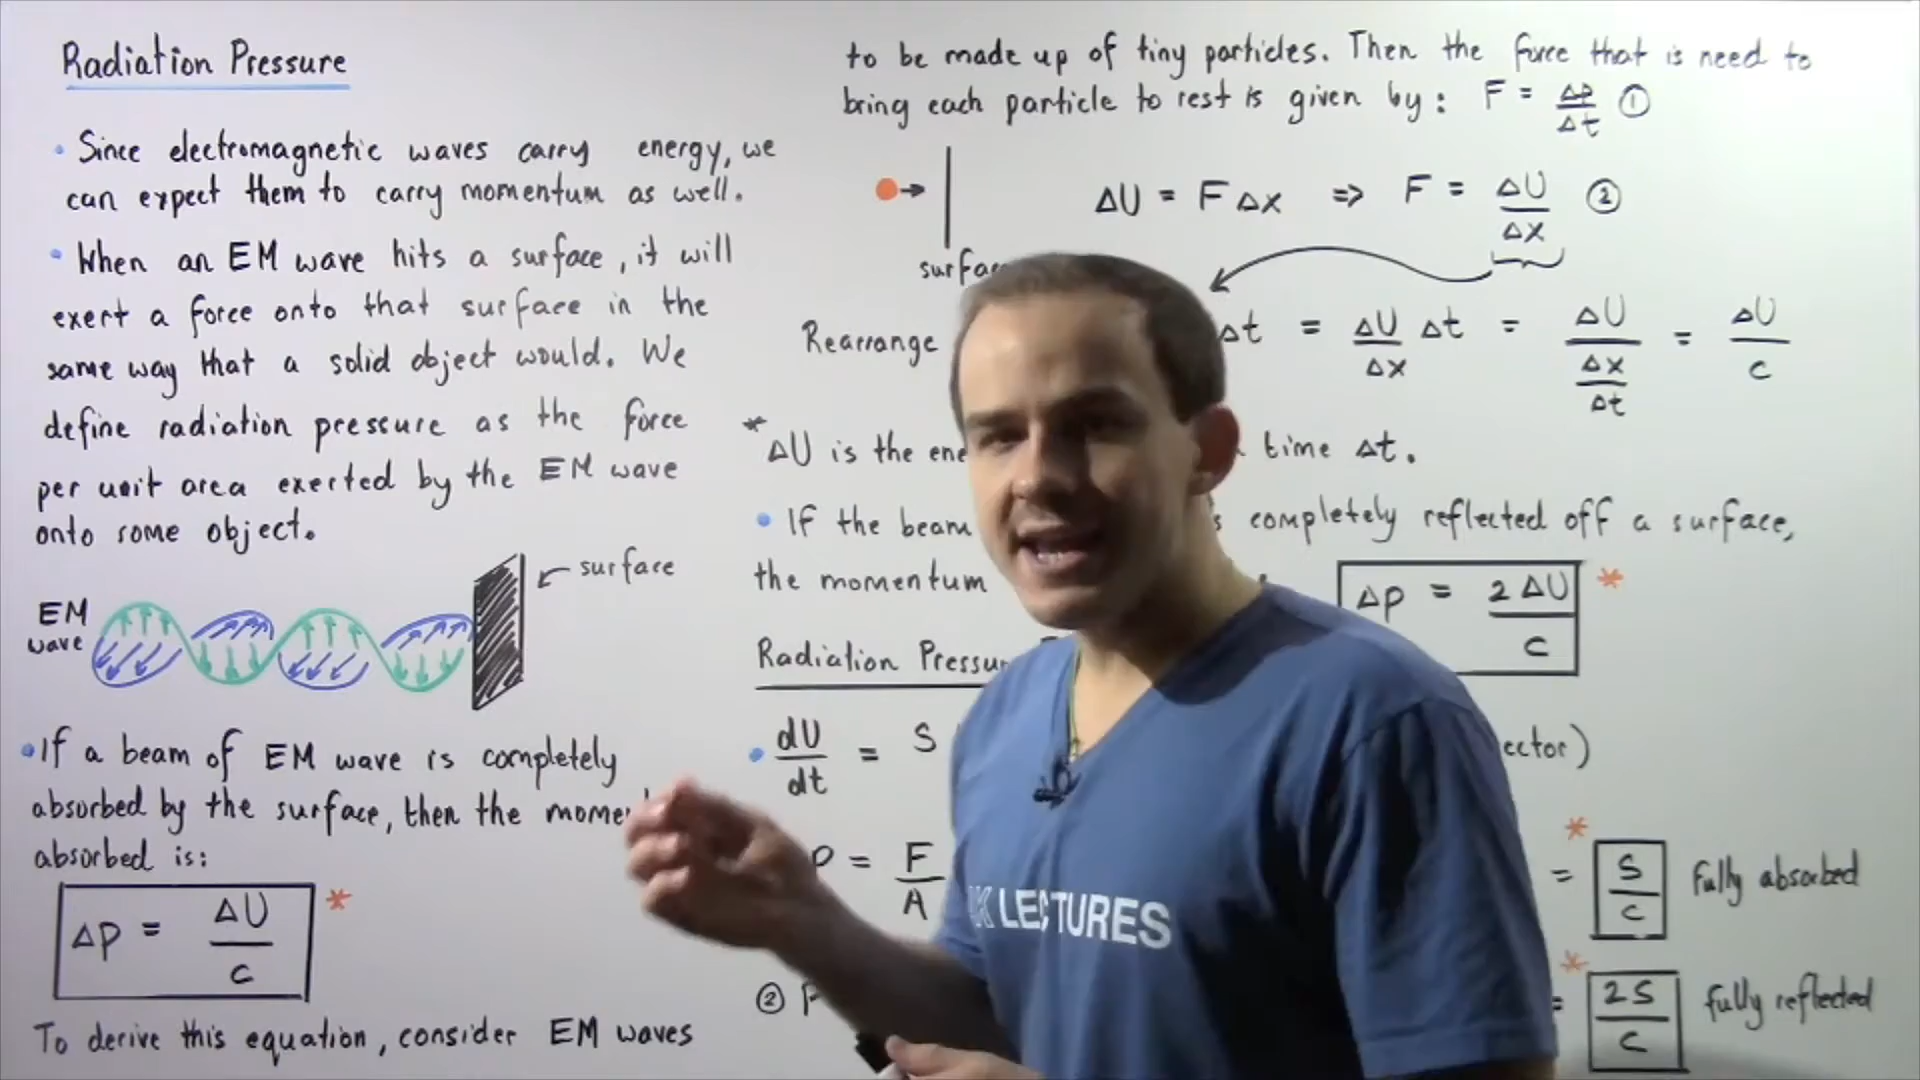 Radiation Pressure
• Since electromagnetic waves carry energy, we
can expect them to carry momentum as well.
• When an EM wave hits a surface, it will
exert a force onto that surface in the
same way that a solid object would. We
define radiation pressure as the force
per unit area exerted by the EM wave
onto some object.
surface
EM
wave
• If a beam of EM wave is completely
absorbed by the surface, then the
absorbed is:
Δp = ΔU/c *
To derive this equation, consider EM waves
to be made up of tiny particles. Then the force that is need to
bring each particle to rest is given by: F = Δp/Δt ①
ΔU = F Δx ⇒ F = ΔU/Δx ②
Rearrange Δt = ΔU/Δx Δt = ΔU/(Δx/Δt) = ΔU/c
* ΔU is the time Δt.
• If the beam completely reflected off a surface,
the momentum Δp = 2ΔU/c *
Radiation
• dU/dt = S
P = F/A = S/c fully absorbed *
② = 2S/c fully reflected *
LECTURES